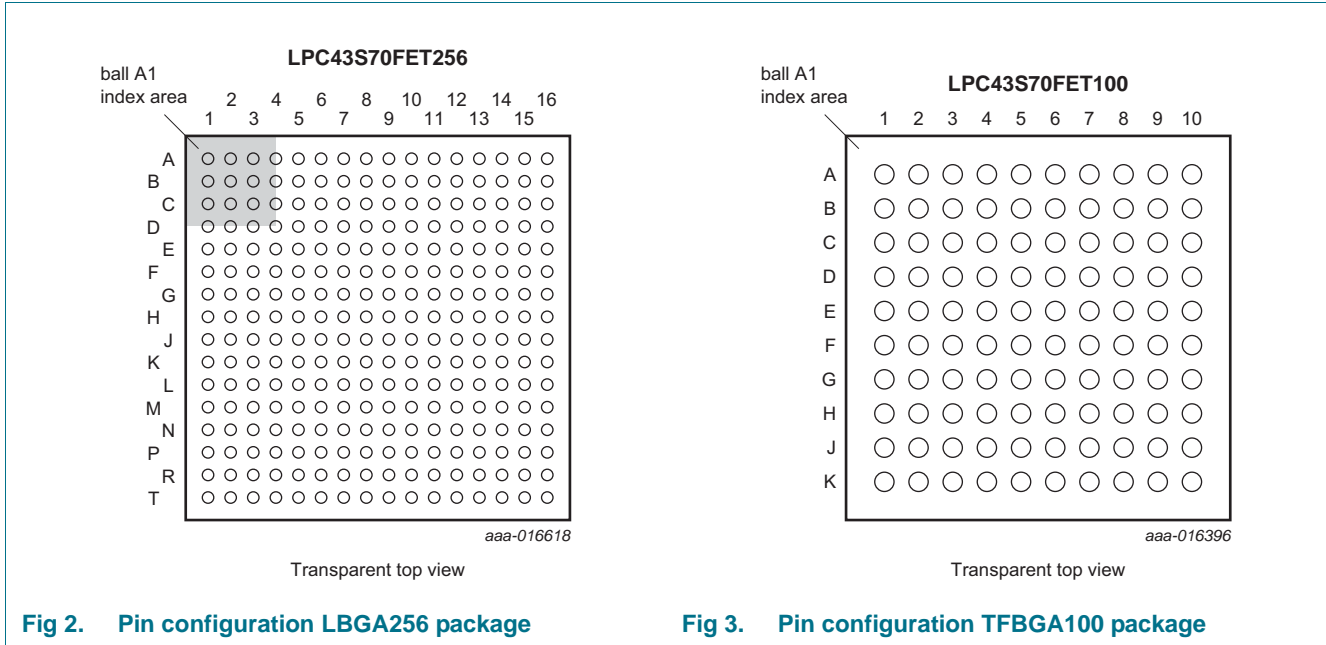 LPC43S70FET256
ball A1
index area
2 4 6 8 10 12 14 16
1 3 5 7 9 11 13 15
A
B
C
D
E
F
G
H
J
K
L
M
N
P
R
T
aaa-016618
Transparent top view
Fig 2. Pin configuration LBGA256 package
LPC43S70FET100
ball A1
index area
1 2 3 4 5 6 7 8 9 10
A
B
C
D
E
F
G
H
J
K
aaa-016396
Transparent top view
Fig 3. Pin configuration TFBGA100 package